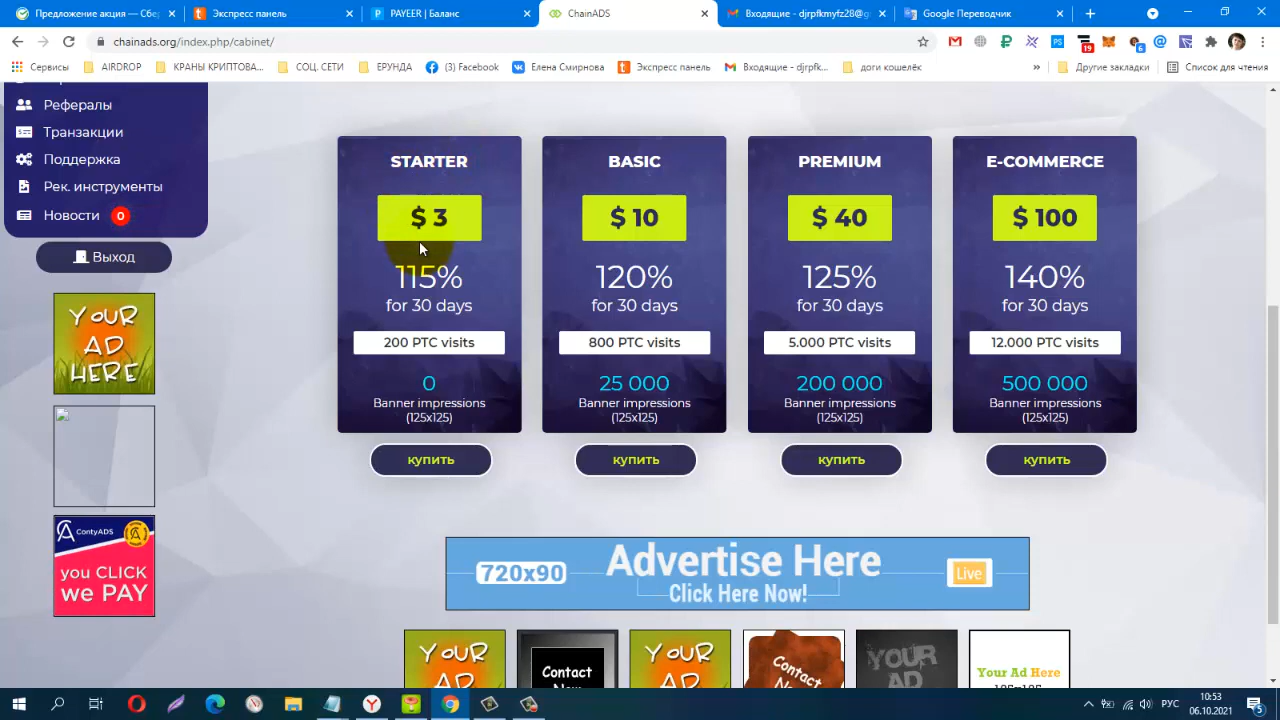 Предложение акция — Сбе
Экспресс панель
PAYEER | Баланс
ChainADS
Входящие - djrpfkmyfz28@g
Google Переводчик
chainads.org/index.php/cabinet/
19
6
PS
Сервисы
AIRDROP
КРАНЫ КРИПТОВА...
СОЦ. СЕТИ
ЕРУНДА
(3) Facebook
Елена Смирнова
Экспресс панель
Входящие - djrpfk...
доги кошелёк
»
Другие закладки
Список для чтения
Рефералы
Транзакции
Поддержка
Рек. инструменты
Новости 0
Выход
YOUR
AD
HERE
ContyADS
you CLICK
we PAY
STARTER
$ 3
115%
for 30 days
200 PTC visits
0
Banner impressions
(125x125)
купить
BASIC
$ 10
120%
for 30 days
800 PTC visits
25 000
Banner impressions
(125x125)
купить
PREMIUM
$ 40
125%
for 30 days
5.000 PTC visits
200 000
Banner impressions
(125x125)
купить
E-COMMERCE
$ 100
140%
for 30 days
12.000 PTC visits
500 000
Banner impressions
(125x125)
купить
720x90
Advertise Here
Click Here Now!
Live
YOUR
AD
Contact
YOUR
AD
Contact
YOUR
AD
Your Ad Here
РУС
10:53
06.10.2021
5